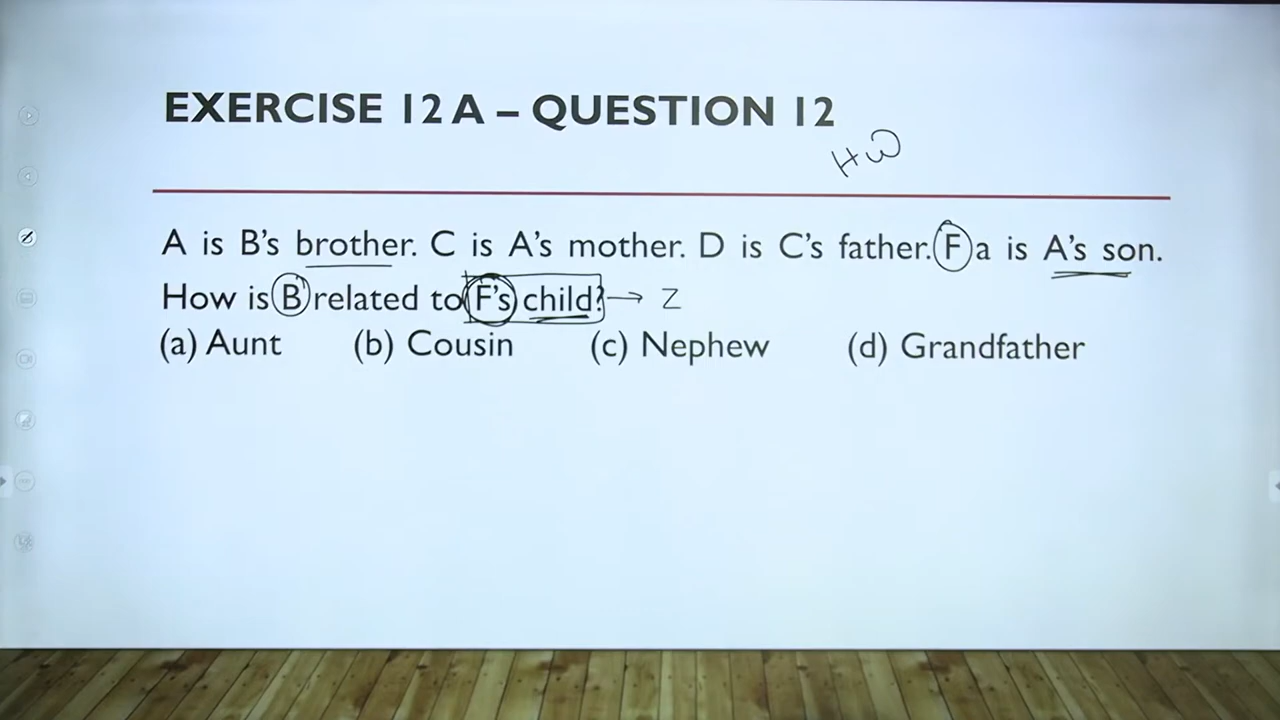 EXERCISE 12 A – QUESTION 12
HW
A is B's brother. C is A's mother. D is C's father. F a is A's son.
How is B related to F's child? → Z
(a) Aunt (b) Cousin (c) Nephew (d) Grandfather